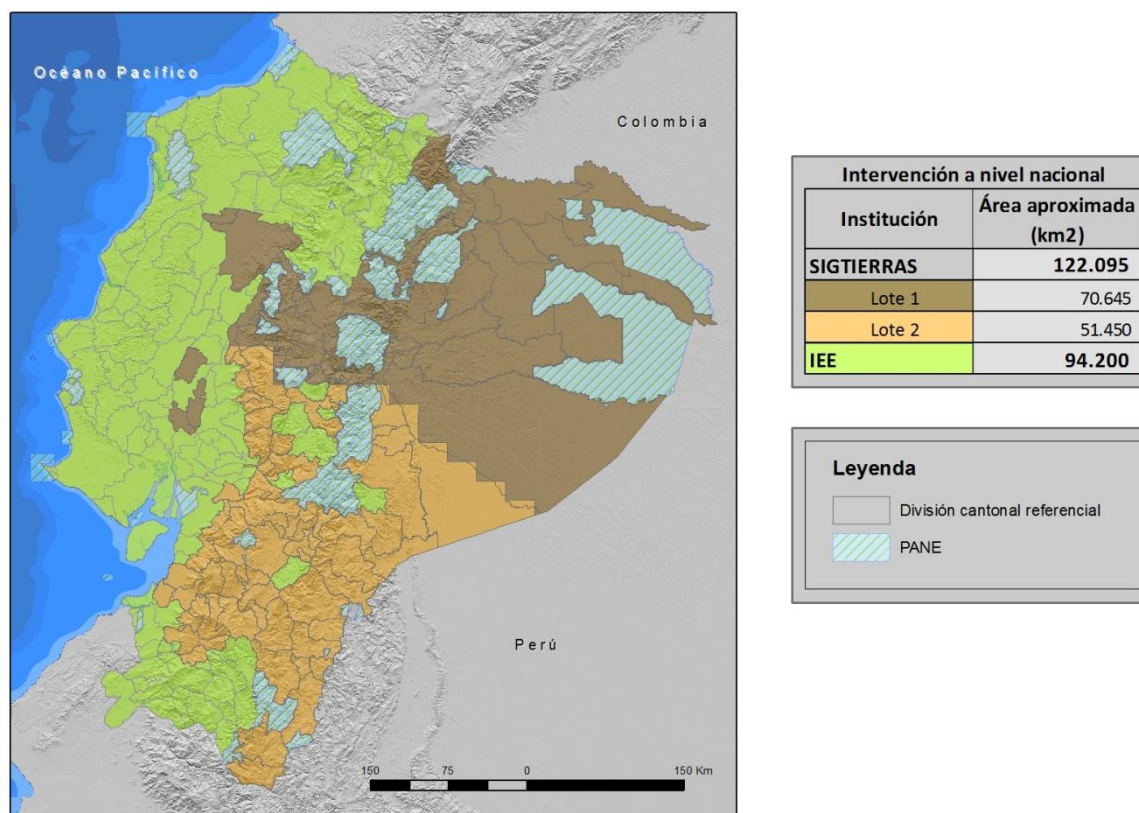 Océano Pacífico
Colombia
Perú
150 75 0 150 Km
Intervención a nivel nacional
Institución Área aproximada
(km2)
SIGTIERRAS 122.095
Lote 1 70.645
Lote 2 51.450
IEE 94.200
Leyenda
División cantonal referencial
PANE